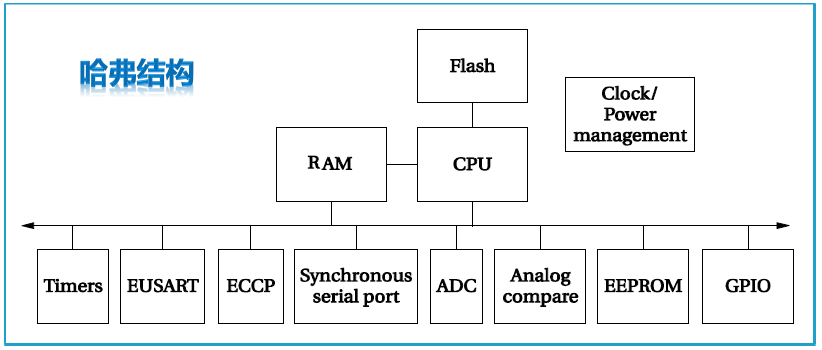 哈弗结构
Flash
Clock/
Power
management
RAM
CPU
Timers
EUSART
ECCP
Synchronous
serial port
ADC
Analog
compare
EEPROM
GPIO